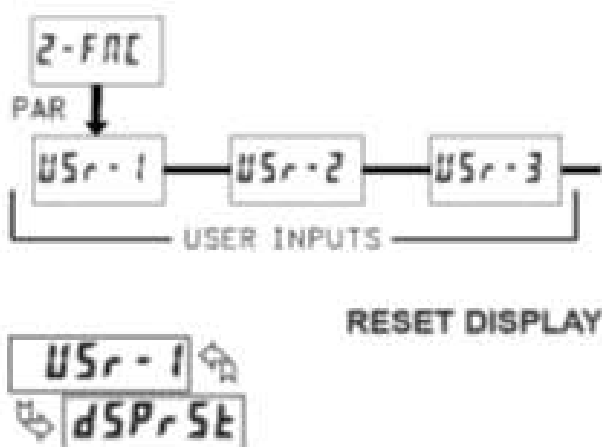 2-FNC
PAR
USr-1 USr-2 USr-3
USER INPUTS
RESET DISPLAY
USr-1
dSPrSt